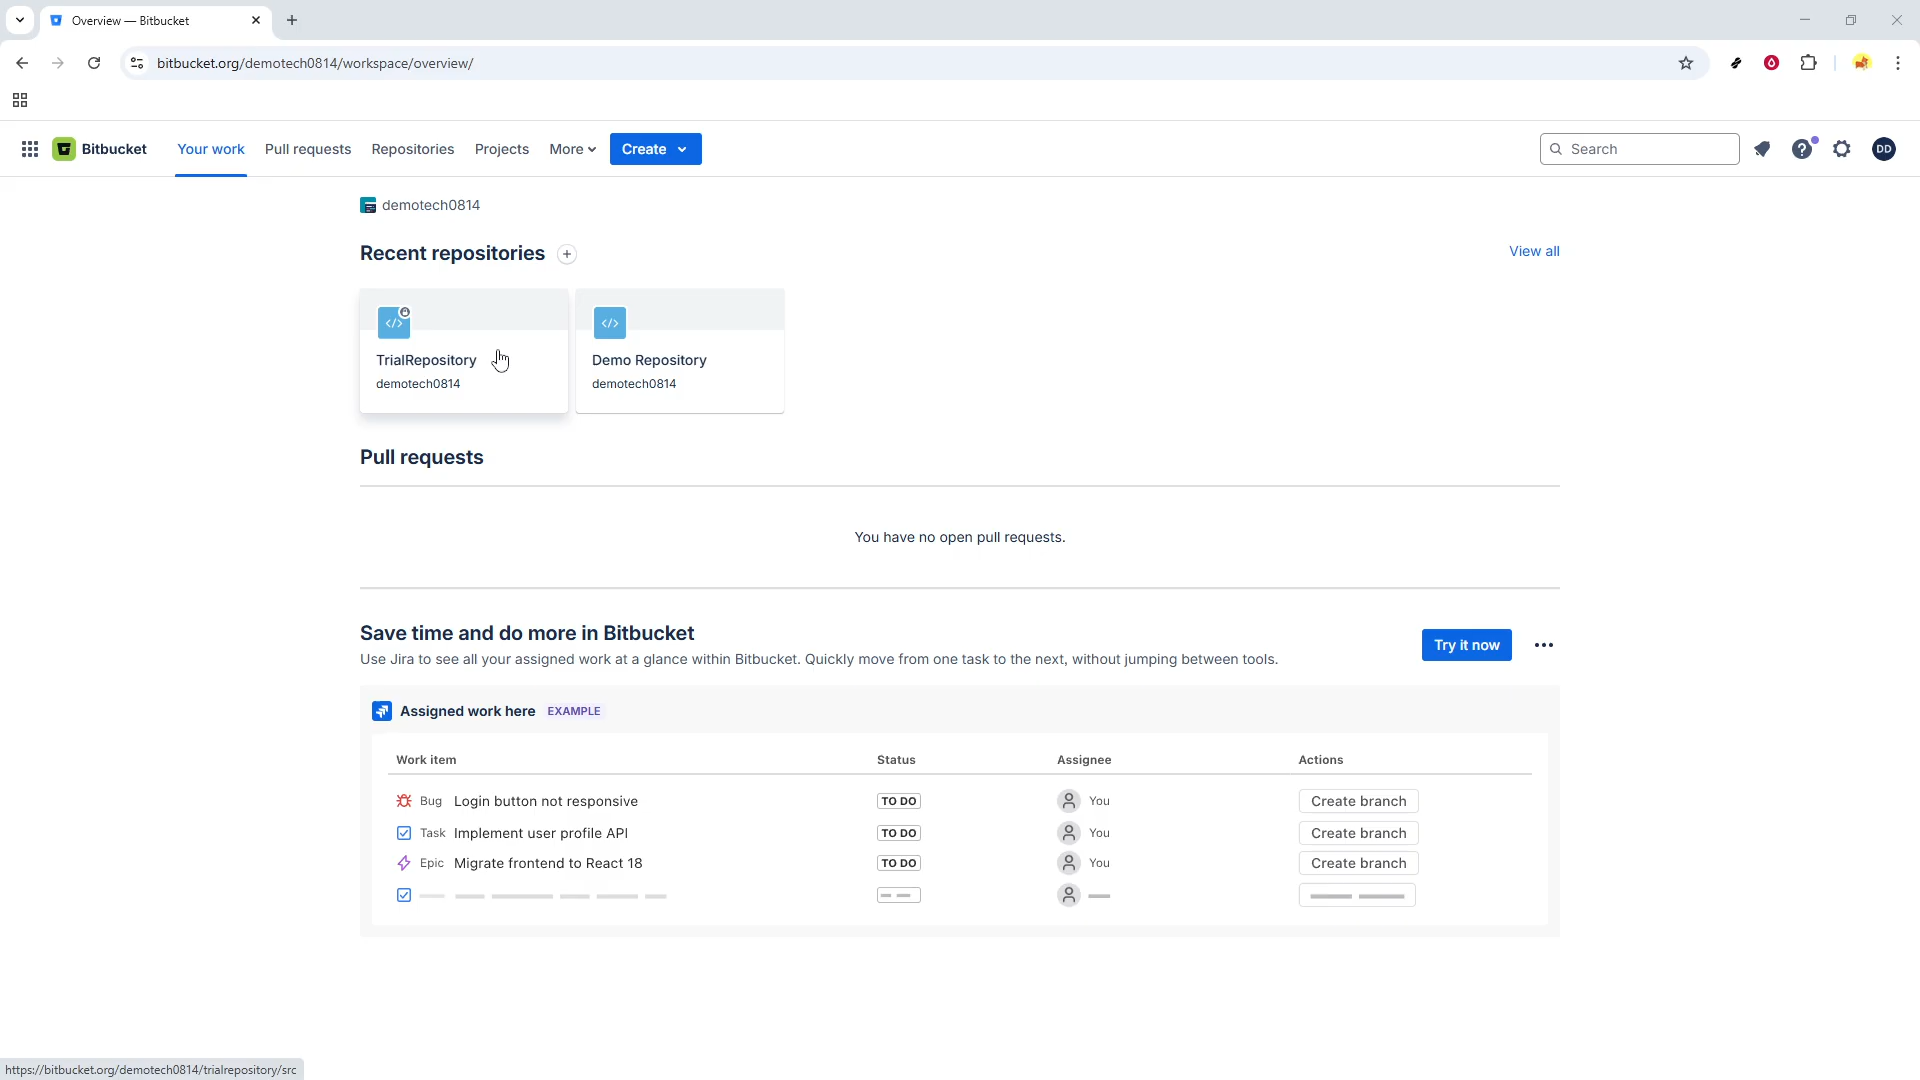 Overview — Bitbucket
bitbucket.org/demotech0814/workspace/overview/
Bitbucket Your work Pull requests Repositories Projects More Create Search DD
demotech0814
Recent repositories View all
TrialRepository Demo Repository
demotech0814 demotech0814
Pull requests
You have no open pull requests.
Save time and do more in Bitbucket
Try it now
Use Jira to see all your assigned work at a glance within Bitbucket. Quickly move from one task to the next, without jumping between tools.
Assigned work here EXAMPLE
Work item Status Assignee Actions
Bug Login button not responsive TO DO You Create branch
Task Implement user profile API TO DO You Create branch
Epic Migrate frontend to React 18 TO DO You Create branch
https://bitbucket.org/demotech0814/trialrepository/src